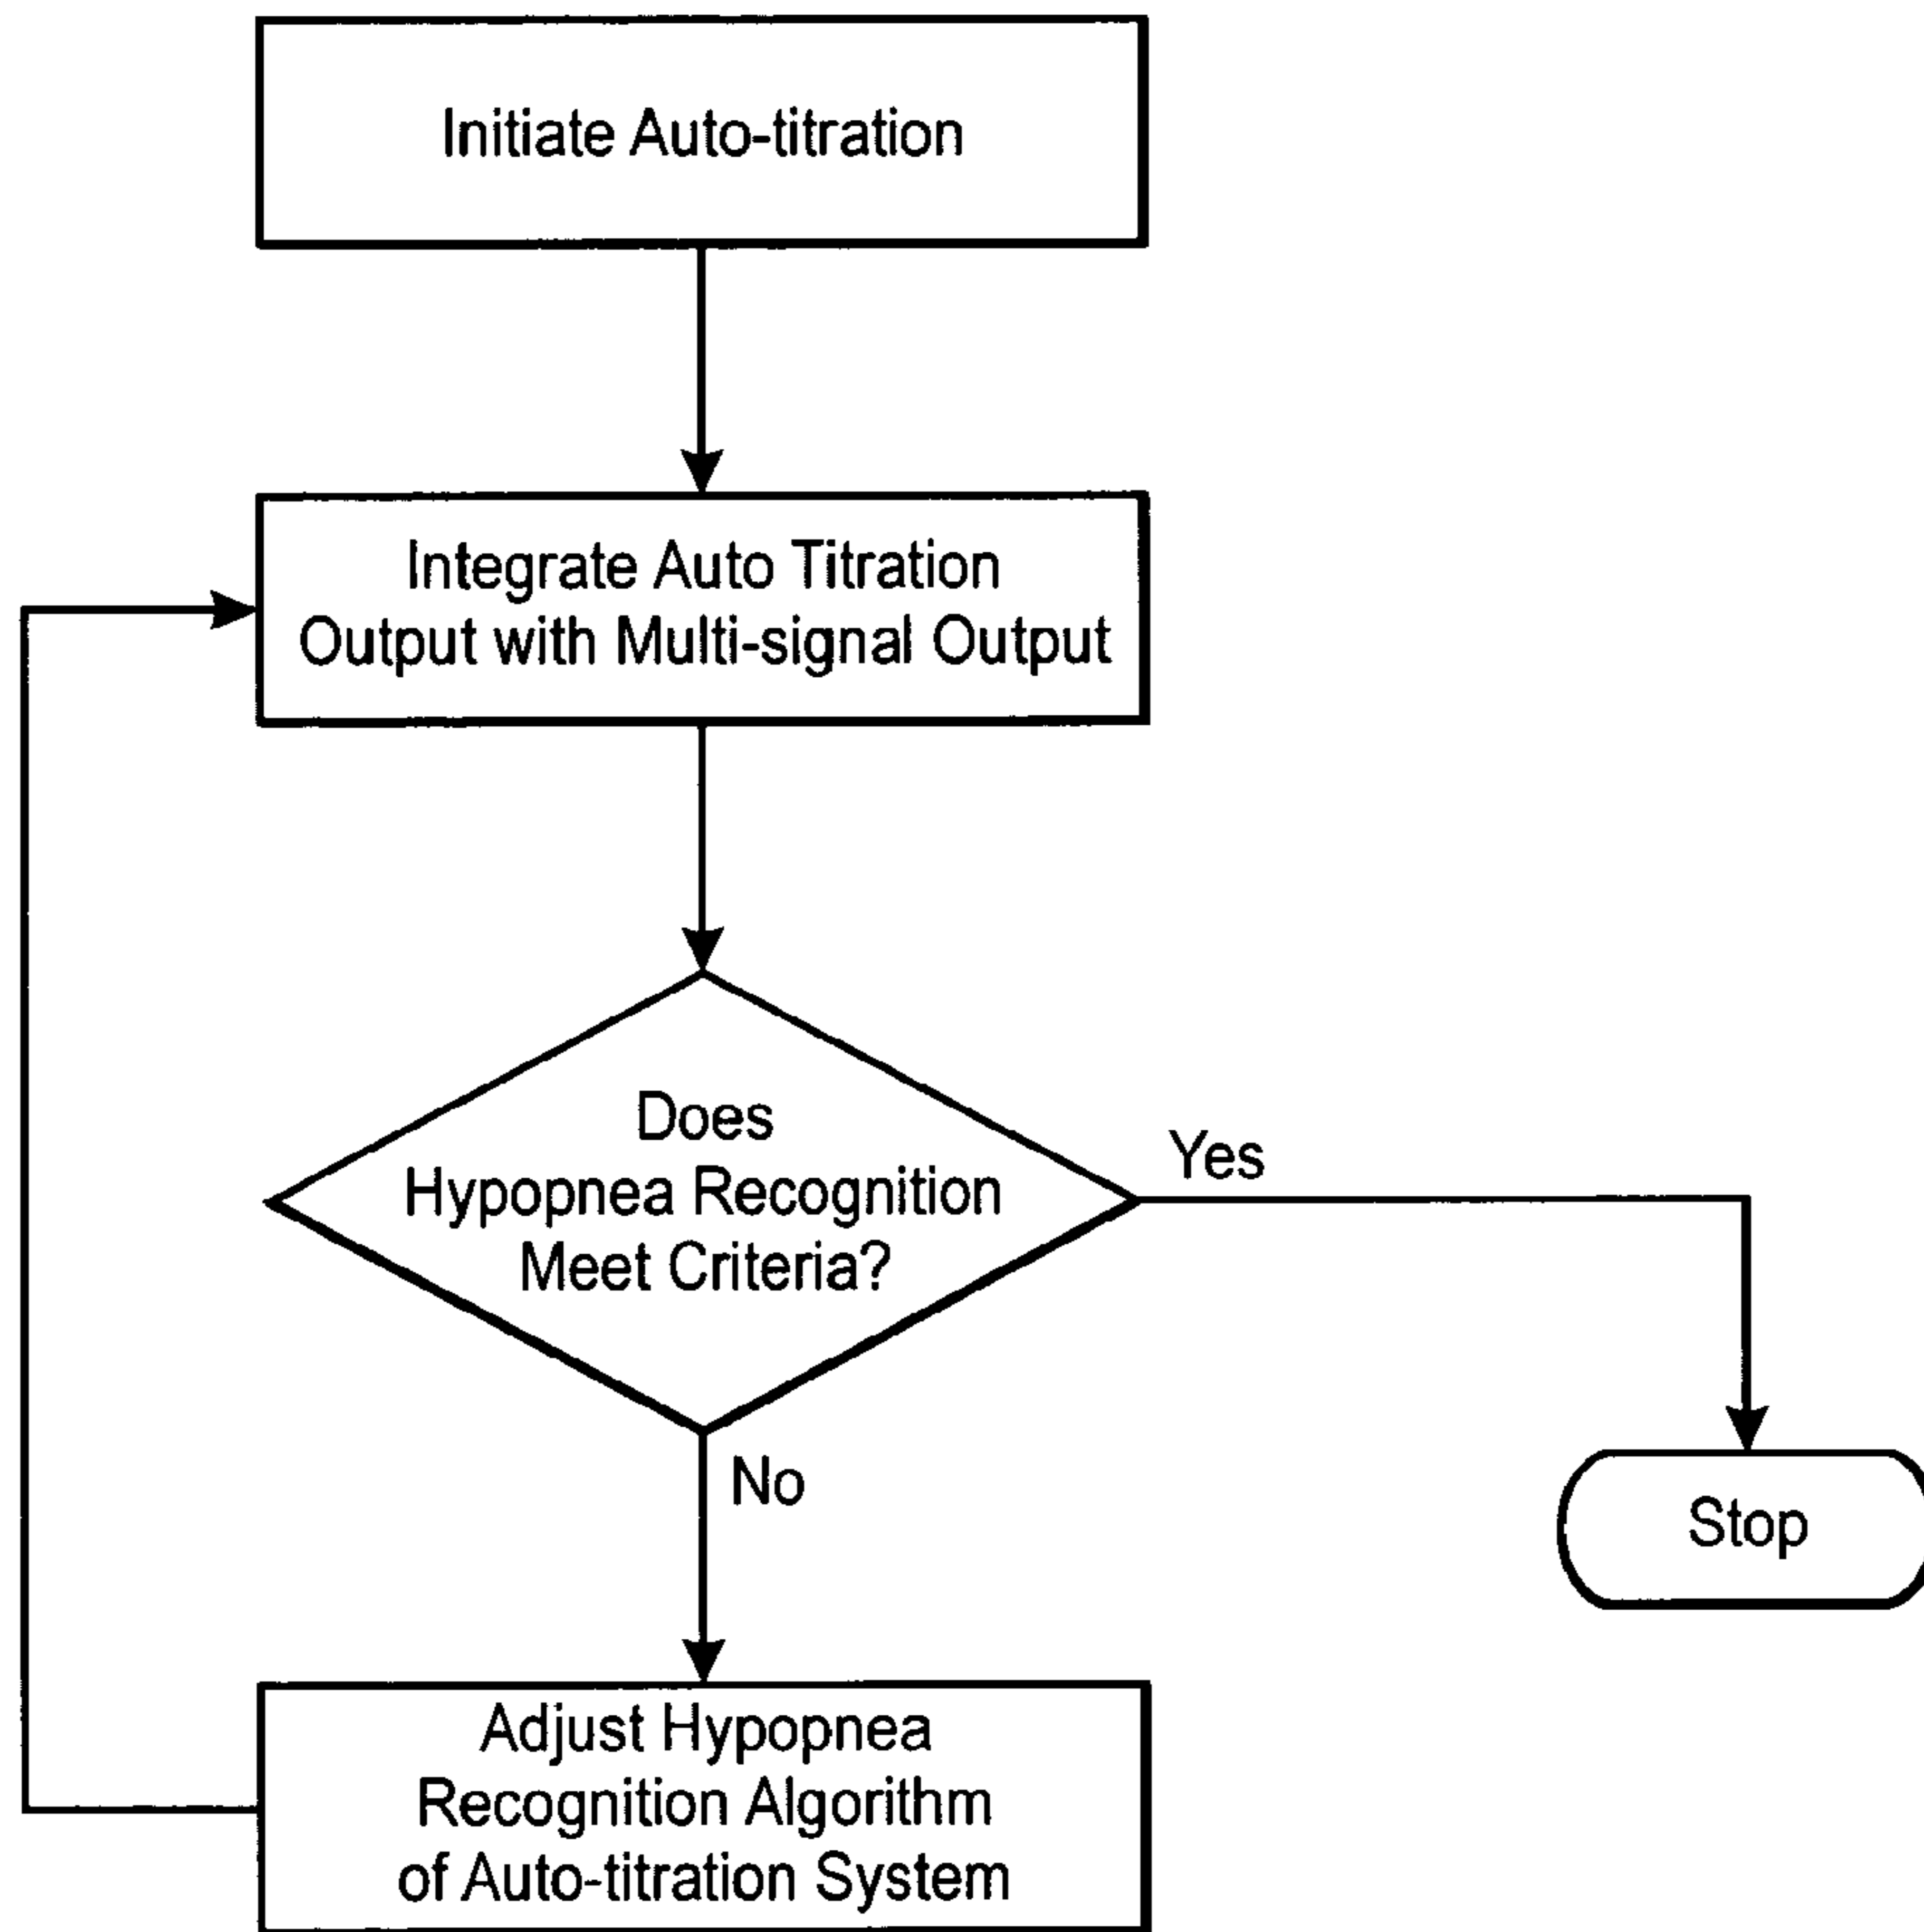 Initiate Auto-titration
Integrate Auto Titration
Output with Multi-signal Output
Does
Hypopnea Recognition
Meet Criteria?
Yes
No
Stop
Adjust Hypopnea
Recognition Algorithm
of Auto-titration System